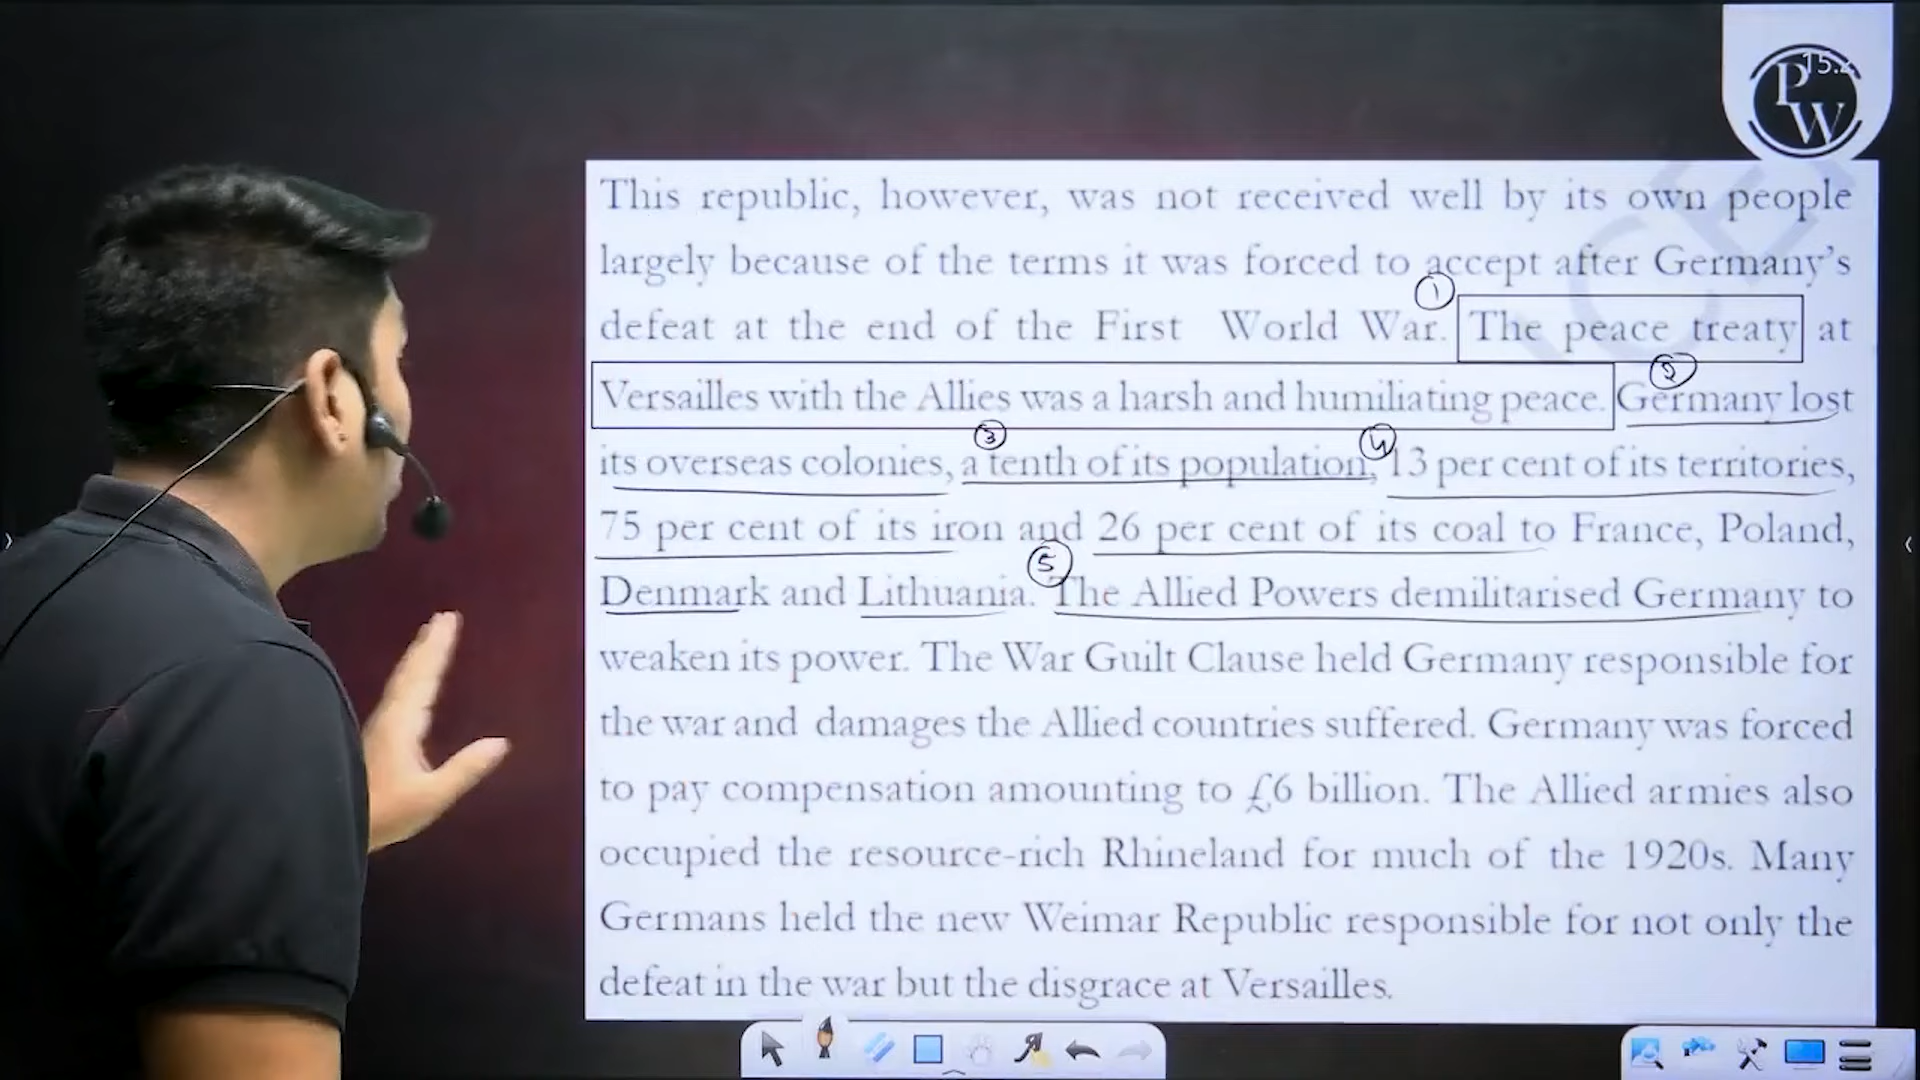 P
W
15.
This republic, however, was not received well by its own people
largely because of the terms it was forced to accept after Germany's
①
defeat at the end of the First World War. The peace treaty at
②
Versailles with the Allies was a harsh and humiliating peace. Germany lost
③ ④
its overseas colonies, a tenth of its population, 13 per cent of its territories,
75 per cent of its iron and 26 per cent of its coal to France, Poland,
⑤
Denmark and Lithuania. The Allied Powers demilitarised Germany to
weaken its power. The War Guilt Clause held Germany responsible for
the war and damages the Allied countries suffered. Germany was forced
to pay compensation amounting to £6 billion. The Allied armies also
occupied the resource-rich Rhineland for much of the 1920s. Many
Germans held the new Weimar Republic responsible for not only the
defeat in the war but the disgrace at Versailles.